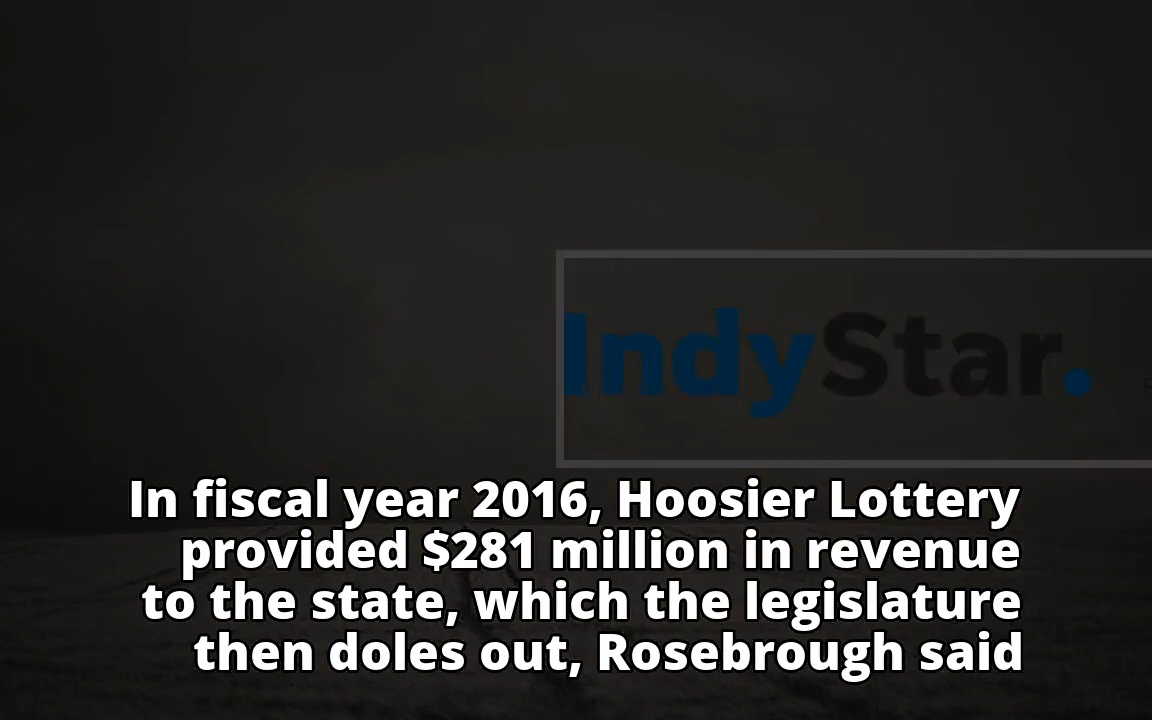 IndyStar.
In fiscal year 2016, Hoosier Lottery
provided $281 million in revenue
to the state, which the legislature
then doles out, Rosebrough said